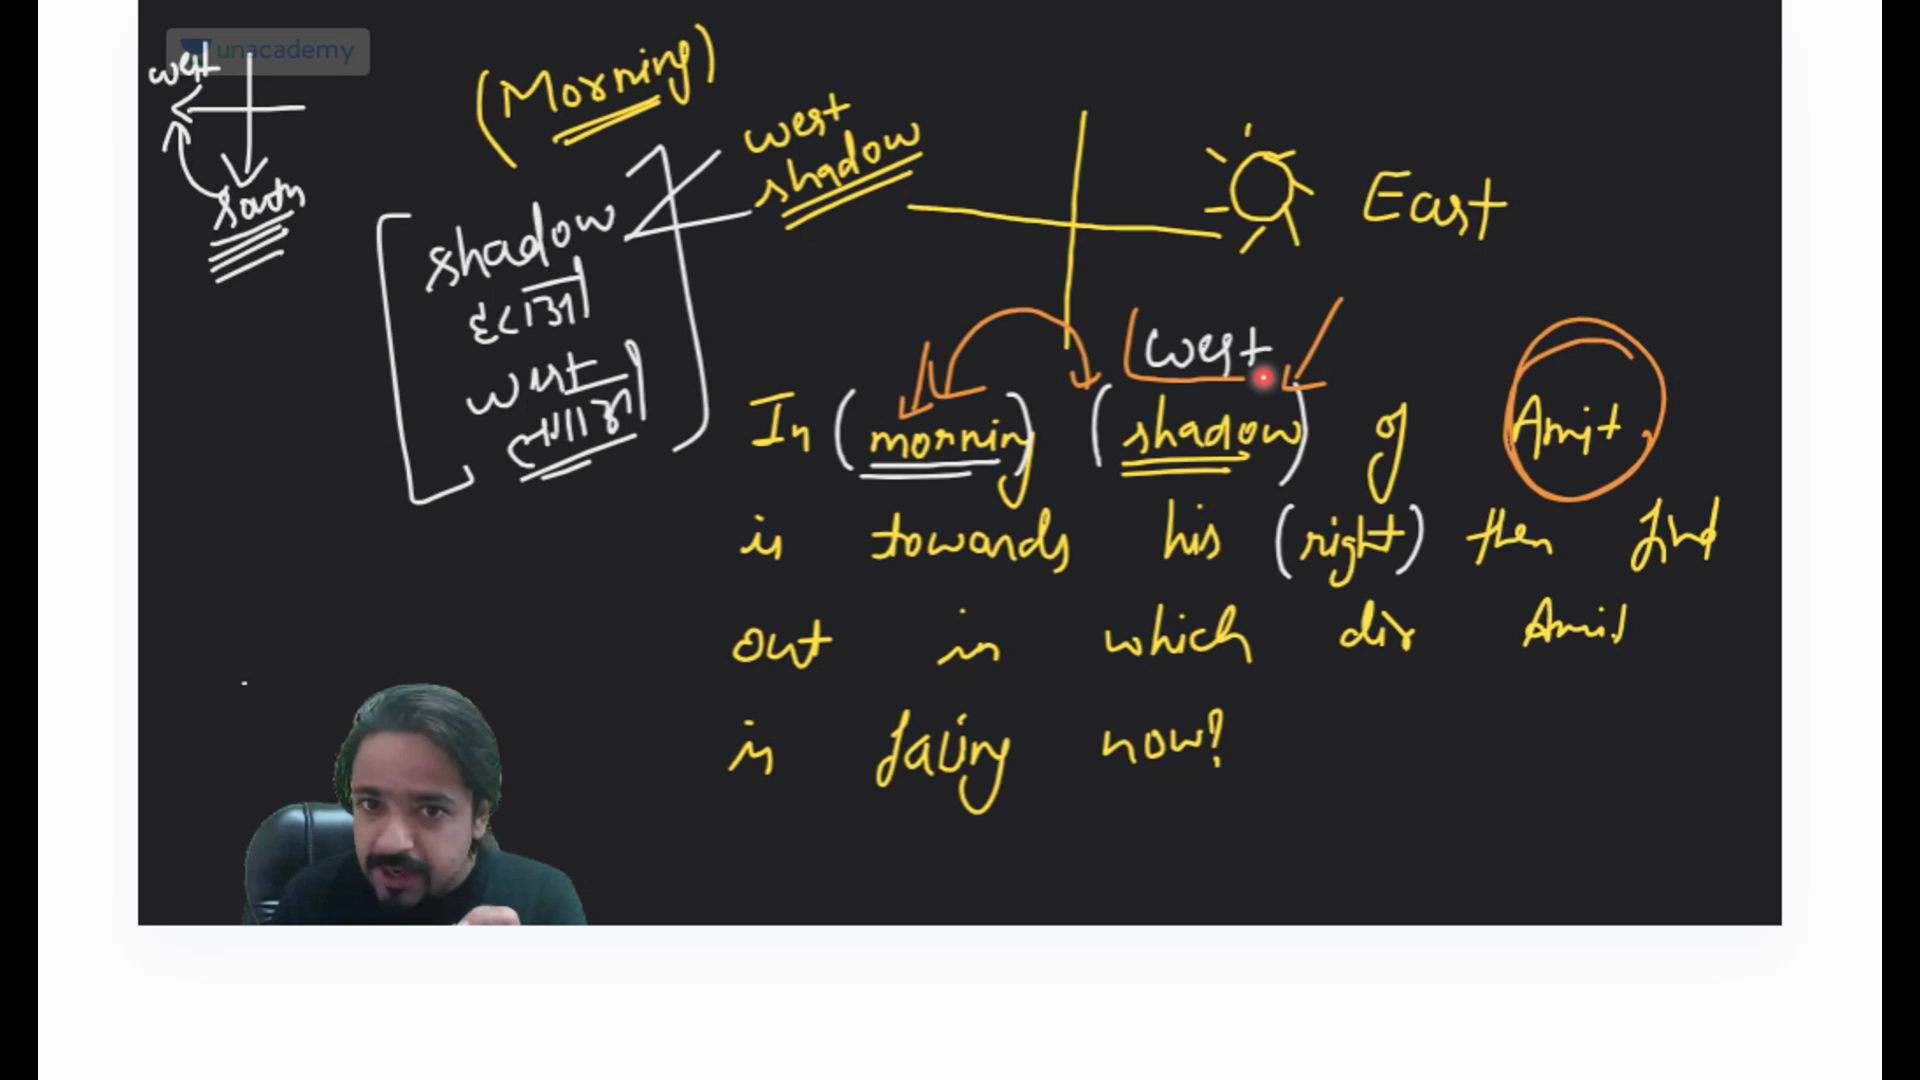 unacademy
west
south
(Morning)
west
shadow
East
shadow
west
west
In (morning) (shadow) of Amit
is towards his (right) then find
out in which dir Amit
is facing now?